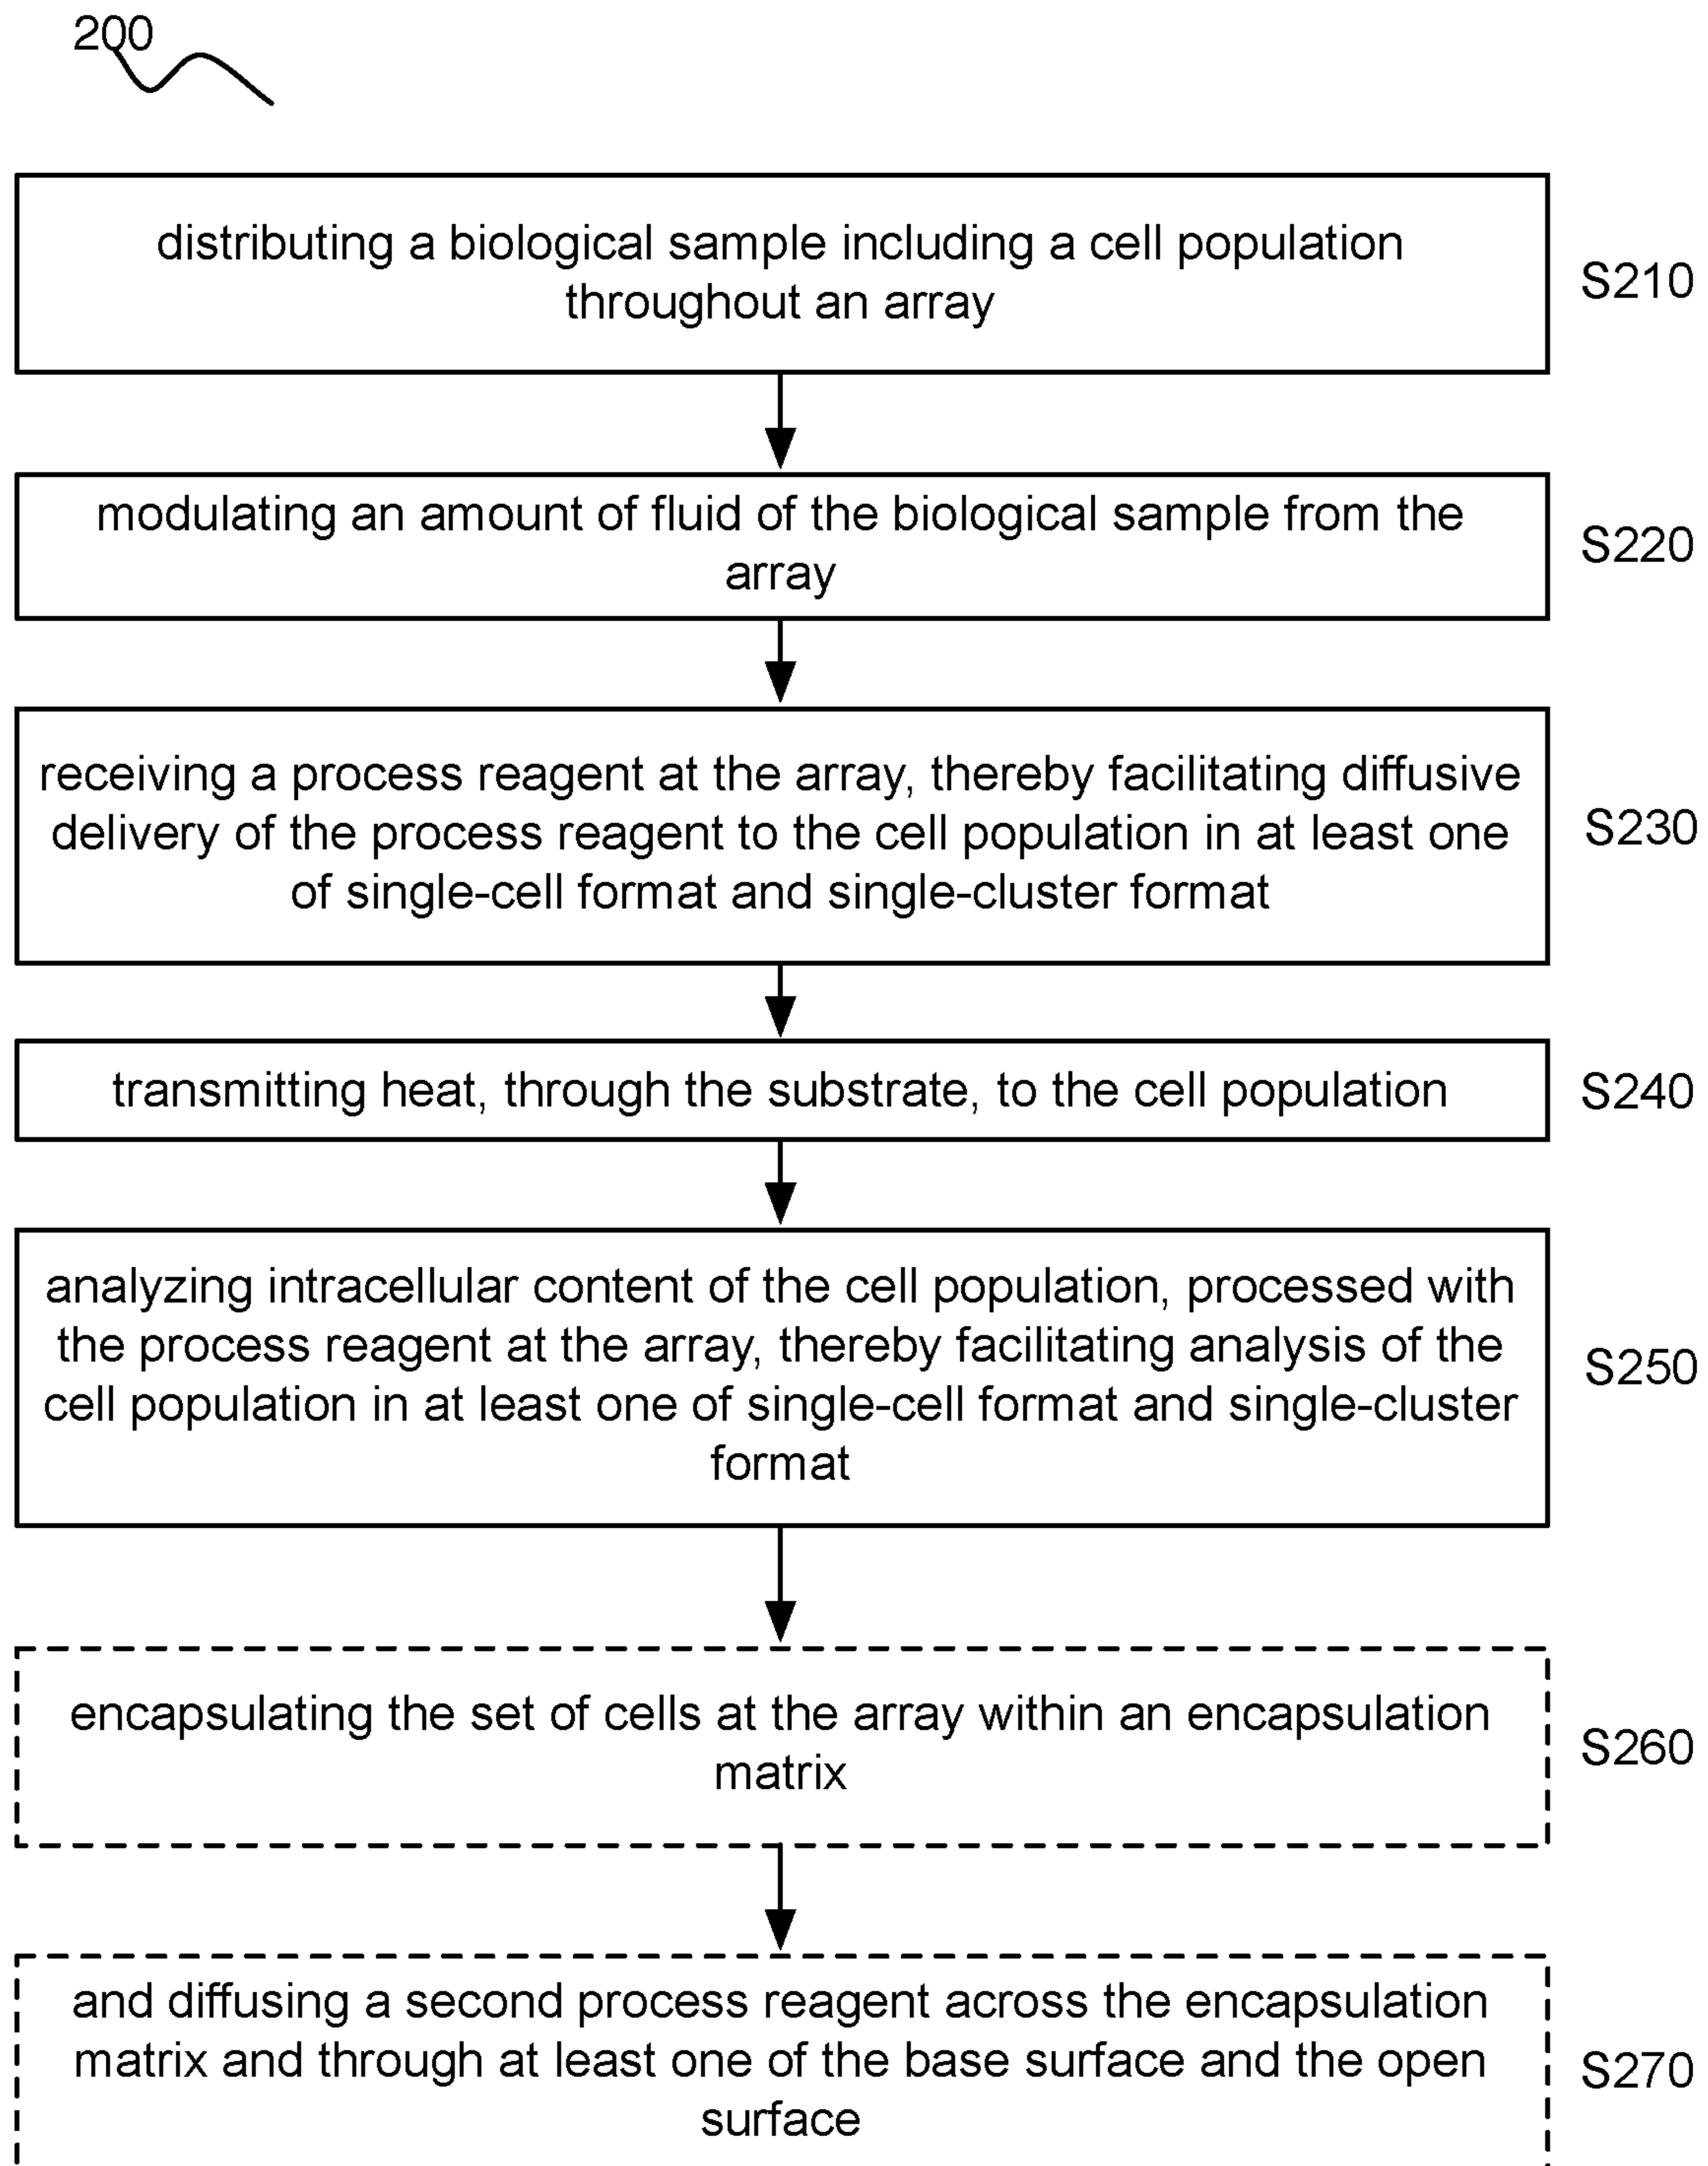 200
distributing a biological sample including a cell population
throughout an array
S210
modulating an amount of fluid of the biological sample from the
array
S220
receiving a process reagent at the array, thereby facilitating diffusive
delivery of the process reagent to the cell population in at least one
of single-cell format and single-cluster format
S230
transmitting heat, through the substrate, to the cell population
S240
analyzing intracellular content of the cell population, processed with
the process reagent at the array, thereby facilitating analysis of the
cell population in at least one of single-cell format and single-cluster
format
S250
encapsulating the set of cells at the array within an encapsulation
matrix
S260
and diffusing a second process reagent across the encapsulation
matrix and through at least one of the base surface and the open
surface
S270